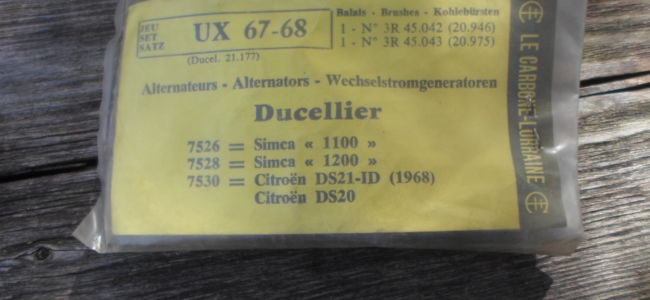 JEU
SET
SATZ
UX 67-68
(Ducel. 21.177)
Balais - Brushes - Kohlebürsten
1 - N° 3R 45.042 (20.946)
1 - N° 3R 45.043 (20.975)
Alternateurs - Alternators - Wechselstromgeneratoren
Ducellier
7526 = Simca « 1100 »
7528 = Simca « 1200 »
7530 = Citroën DS21-ID (1968)
Citroën DS20
LE CARBONE-LORRAINE